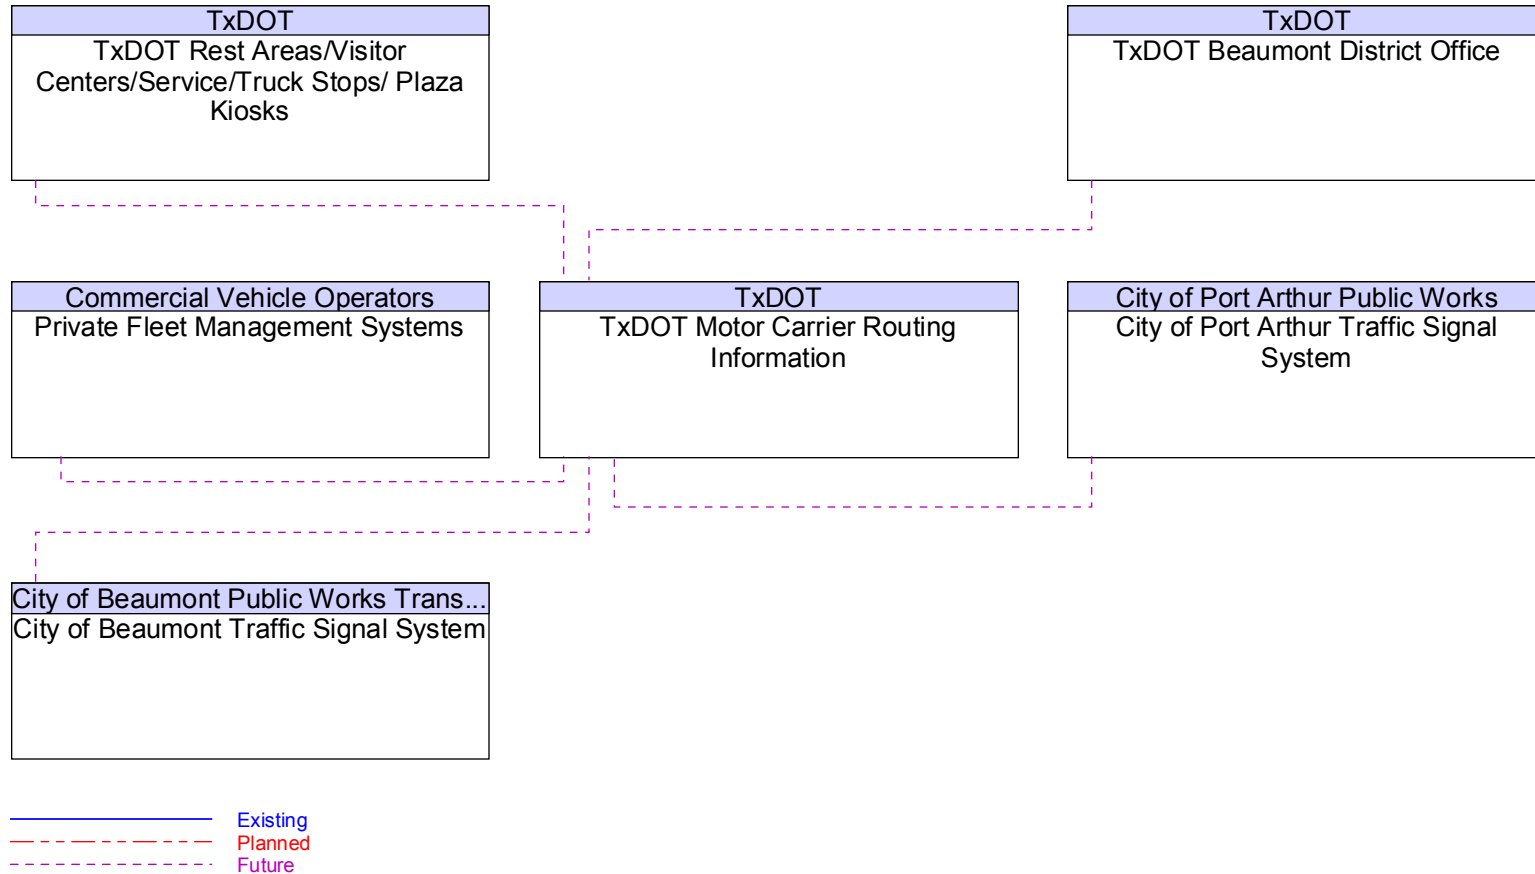 TxDOT
TxDOT Rest Areas/Visitor
Centers/Service/Truck Stops/ Plaza
Kiosks
TxDOT
TxDOT Beaumont District Office
Commercial Vehicle Operators
Private Fleet Management Systems
TxDOT
TxDOT Motor Carrier Routing
Information
City of Port Arthur Public Works
City of Port Arthur Traffic Signal
System
City of Beaumont Public Works Trans...
City of Beaumont Traffic Signal System
Existing
Planned
Future